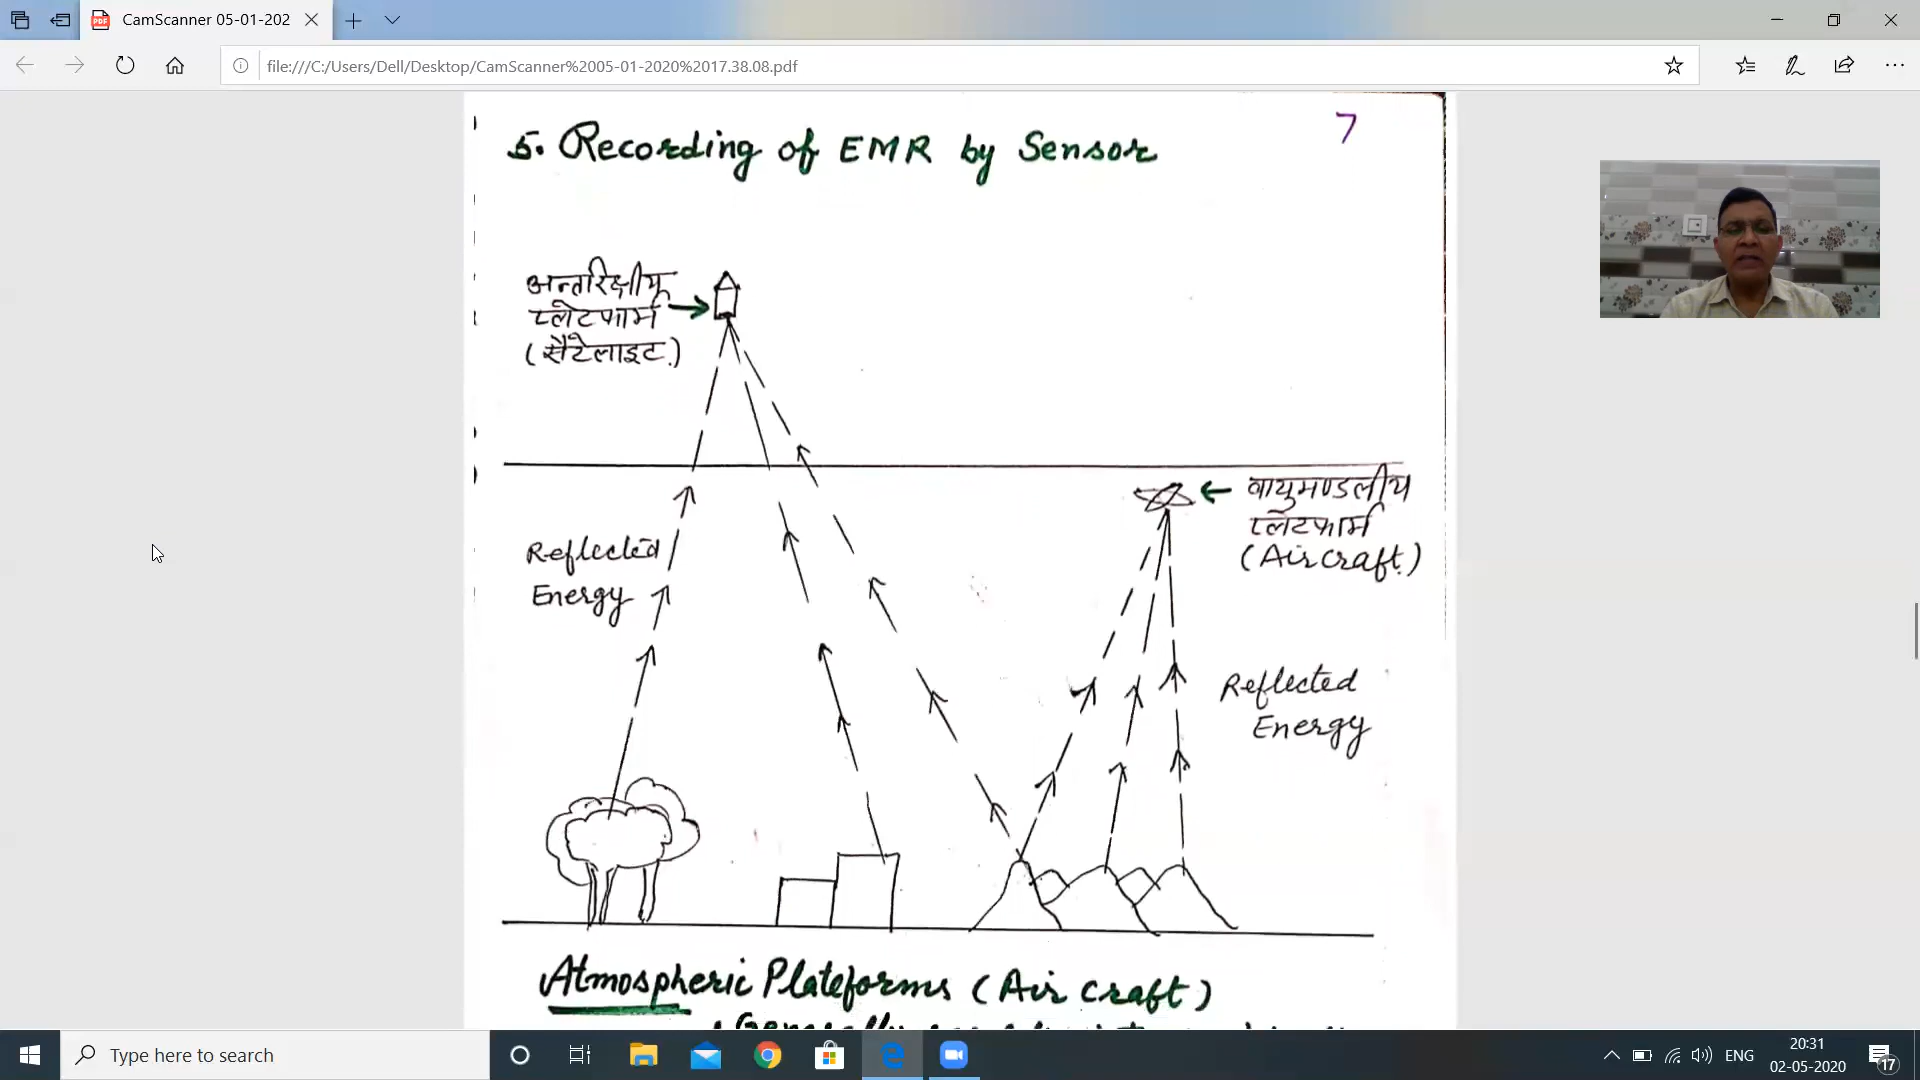 CamScanner 05-01-202
file:///C:/Users/Dell/Desktop/CamScanner%2005-01-2020%2017.38.08.pdf
7
5. Recording of EMR by Sensor
अन्तरिक्षीय
प्लेटफार्म
(सैटेलाइट)
वायुमण्डलीय
प्लेटफार्म
(Aircraft)
Reflected
Energy
Reflected
Energy
Atmospheric Plateforms (Air craft)
Generally
Type here to search
ENG
20:31
02-05-2020
17